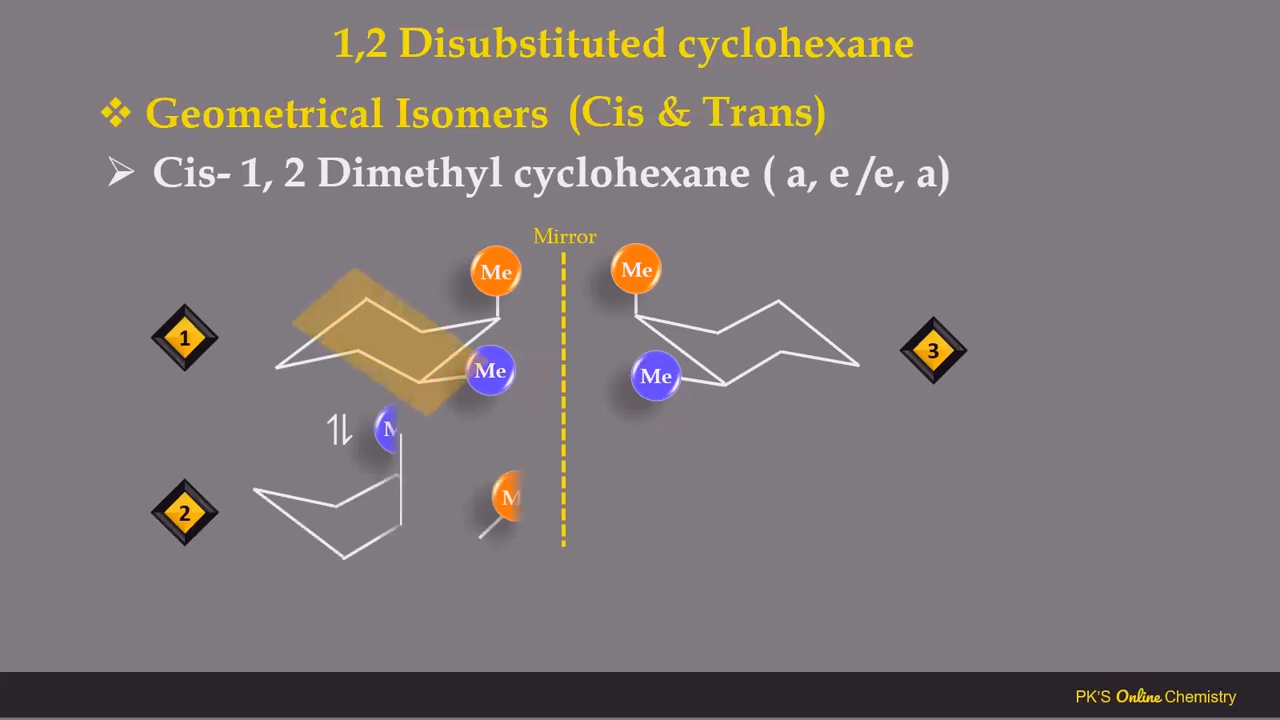 1,2 Disubstituted cyclohexane
❖ Geometrical Isomers (Cis & Trans)
➢ Cis- 1, 2 Dimethyl cyclohexane ( a, e /e, a)
Mirror
Me
Me
1
Me
Me
3
⥮
M
2
M
PK'S Online Chemistry